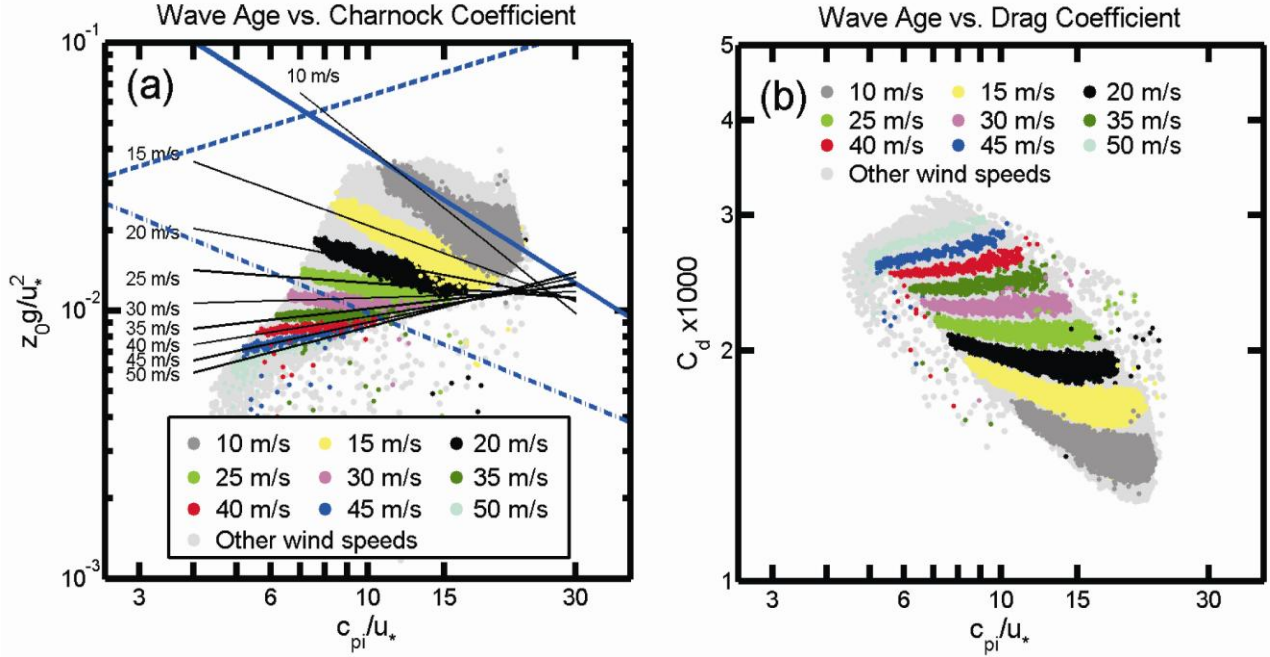 Wave Age vs. Charnock Coefficient
(a)
10⁻¹
10⁻²
10⁻³
z₀g/u*²
10 m/s
15 m/s
20 m/s
25 m/s
30 m/s
35 m/s
40 m/s
45 m/s
50 m/s
10 m/s 15 m/s 20 m/s
25 m/s 30 m/s 35 m/s
40 m/s 45 m/s 50 m/s
Other wind speeds
3 6 10 15 30
c_pi/u*
Wave Age vs. Drag Coefficient
(b)
10 m/s 15 m/s 20 m/s
25 m/s 30 m/s 35 m/s
40 m/s 45 m/s 50 m/s
Other wind speeds
5
4
3
2
1
C_d x1000
3 6 10 15 30
c_pi/u*